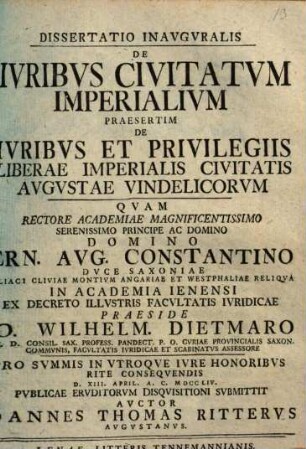 13
DISSERTATIO INAVGVRALIS
DE
IVRIBVS CIVITATVM
IMPERIALIVM
PRAESERTIM
DE
IVRIBVS ET PRIVILEGIIS
LIBERAE IMPERIALIS CIVITATIS
AVGVSTAE VINDELICORVM
QVAM
RECTORE ACADEMIAE MAGNIFICENTISSIMO
SERENISSIMO PRINCIPE AC DOMINO
DOMINO
ERN. AVG. CONSTANTINO
DVCE SAXONIAE
LIACI CLIVIAE MONTIVM ANGARIAE ET WESTPHALIAE RELIQVA
IN ACADEMIA IENENSI
EX DECRETO ILLVSTRIS FACVLTATIS IVRIDICAE
PRAESIDE
O. WILHELM. DIETMARO
. D. CONSIL. SAX. PROFESS. PANDECT. P. O. CVRIAE PROVINCIALIS SAXON.
COMMVNIS, FACVLTATIS IVRIDICAE ET SCABINATVS ASSESSORE
PRO SVMMIS IN VTROQVE IVRE HONORIBVS
RITE CONSEQVENDIS
D. XIII. APRIL. A. C. MDCCLIV.
PVBLICAE ERVDITORVM DISQVISITIONI SVBMITTIT
AVCTOR
OANNES THOMAS RITTERVS
AVGVSTANVS.
IENAE, LITTERIS TENNEMANNIANIS.